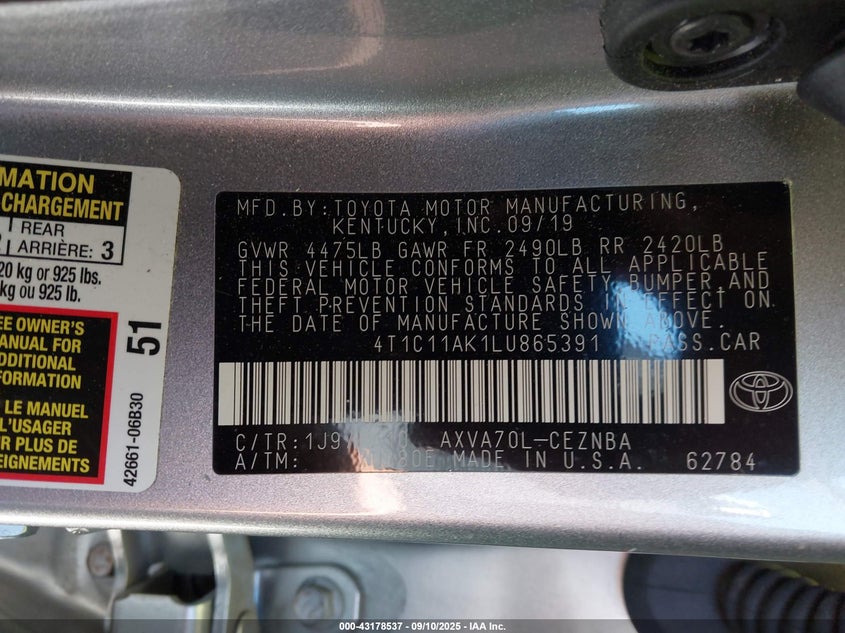 MATION
-CHARGEMENT
REAR
ARRIÈRE: 3
20 kg or 925 lbs.
kg ou 925 lb.
EE OWNER'S
MANUAL FOR
ADDITIONAL
INFORMATION
LE MANUEL
UR PLUS DE
SEIGNEMENTS
51
42661-06B30
MFD.BY:TOYOTA MOTOR MANUFACTURING,
KENTUCKY,INC.09/19
GVWR 4475LB GAWR FR 2490LB RR 2420LB
THIS VEHICLE CONFORMS TO ALL APPLICABLE
FEDERAL MOTOR VEHICLE SAFETY,BUMPER,AND
THEFT PREVENTION STANDARDS IN EFFECT ON
THE DATE OF MANUFACTURE SHOWN ABOVE.
4T1C11AK1LU865391 PASS.CAR
C/TR:1J9 AXVA70L-CEZNBA
A/TM: MADE IN U.S.A. 62784
000-43178537 - 09/10/2025 - IAA Inc.